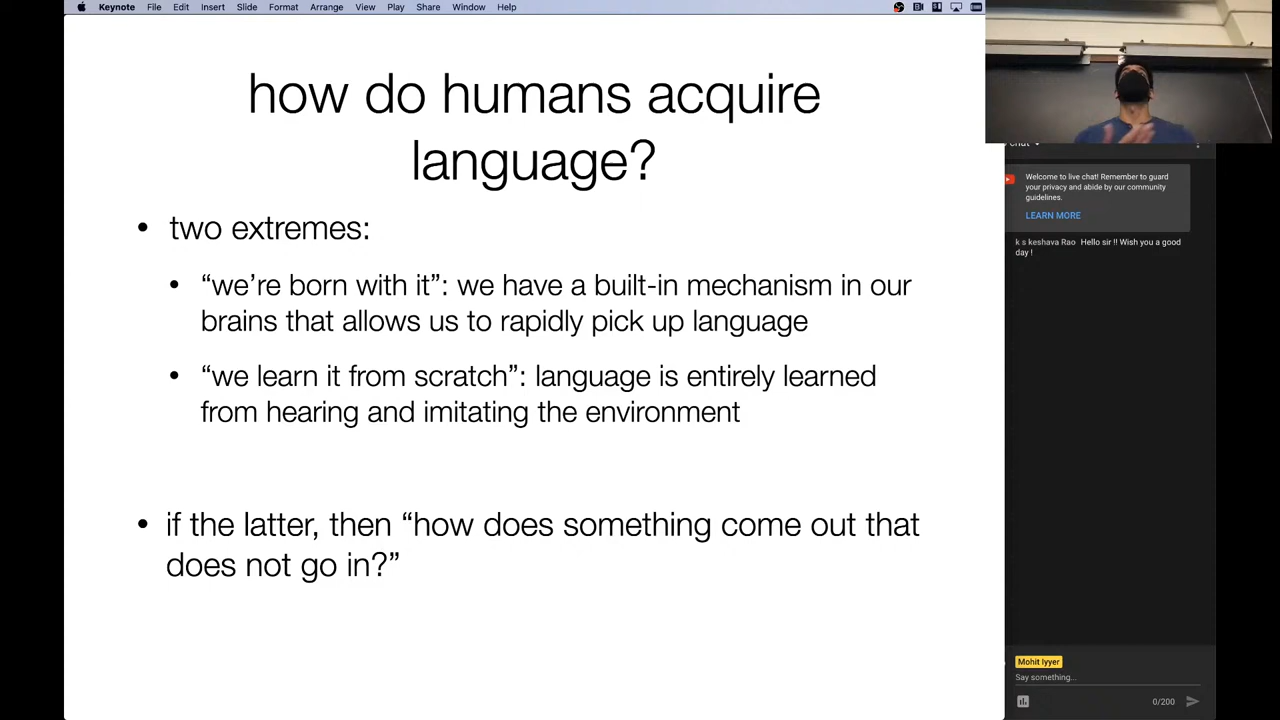 Keynote File Edit Insert Slide Format Arrange View Play Share Window Help
how do humans acquire
language?
• two extremes:
• “we’re born with it”: we have a built-in mechanism in our
brains that allows us to rapidly pick up language
• “we learn it from scratch”: language is entirely learned
from hearing and imitating the environment
• if the latter, then “how does something come out that
does not go in?”
chat
Welcome to live chat! Remember to guard
your privacy and abide by our community
guidelines.
LEARN MORE
k s keshava Rao Hello sir !! Wish you a good
day !
Mohit Iyyer
Say something...
0/200